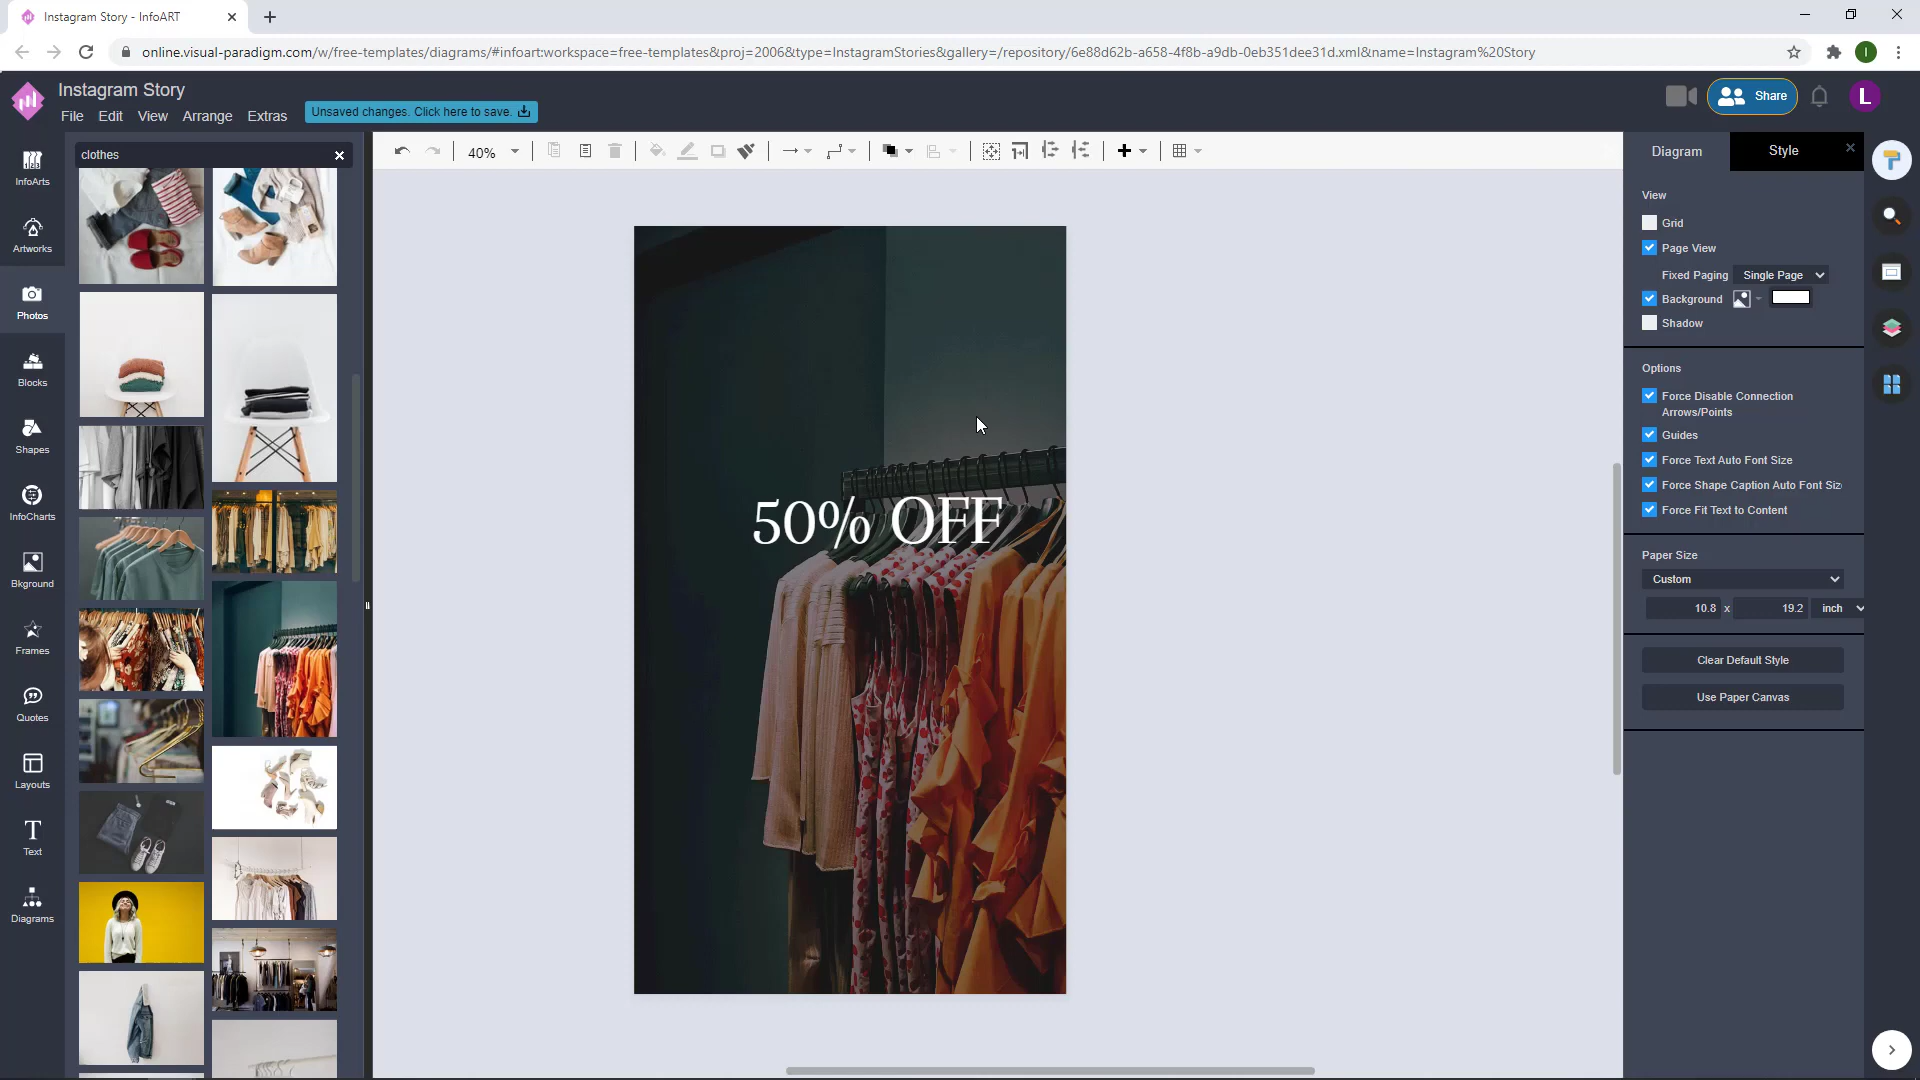 Instagram Story - InfoART
online.visual-paradigm.com/w/free-templates/diagrams/#infoart:workspace=free-templates&proj=2006&type=InstagramStories&gallery=/repository/6e88d62b-a658-4f8b-a9db-0eb351dee31d.xml&name=Instagram%20Story
I
Instagram Story
File Edit View Arrange Extras
Unsaved changes. Click here to save.
Share
L
clothes
40%
Diagram
Style
InfoArts
Artworks
Photos
Blocks
Shapes
InfoCharts
Bkground
Frames
Quotes
Layouts
Text
Diagrams
50% OFF
View
Grid
Page View
Fixed Paging Single Page
Background
Shadow
Options
Force Disable Connection
Arrows/Points
Guides
Force Text Auto Font Size
Force Shape Caption Auto Font Siz
Force Fit Text to Content
Paper Size
Custom
10.8 x 19.2 inch
Clear Default Style
Use Paper Canvas